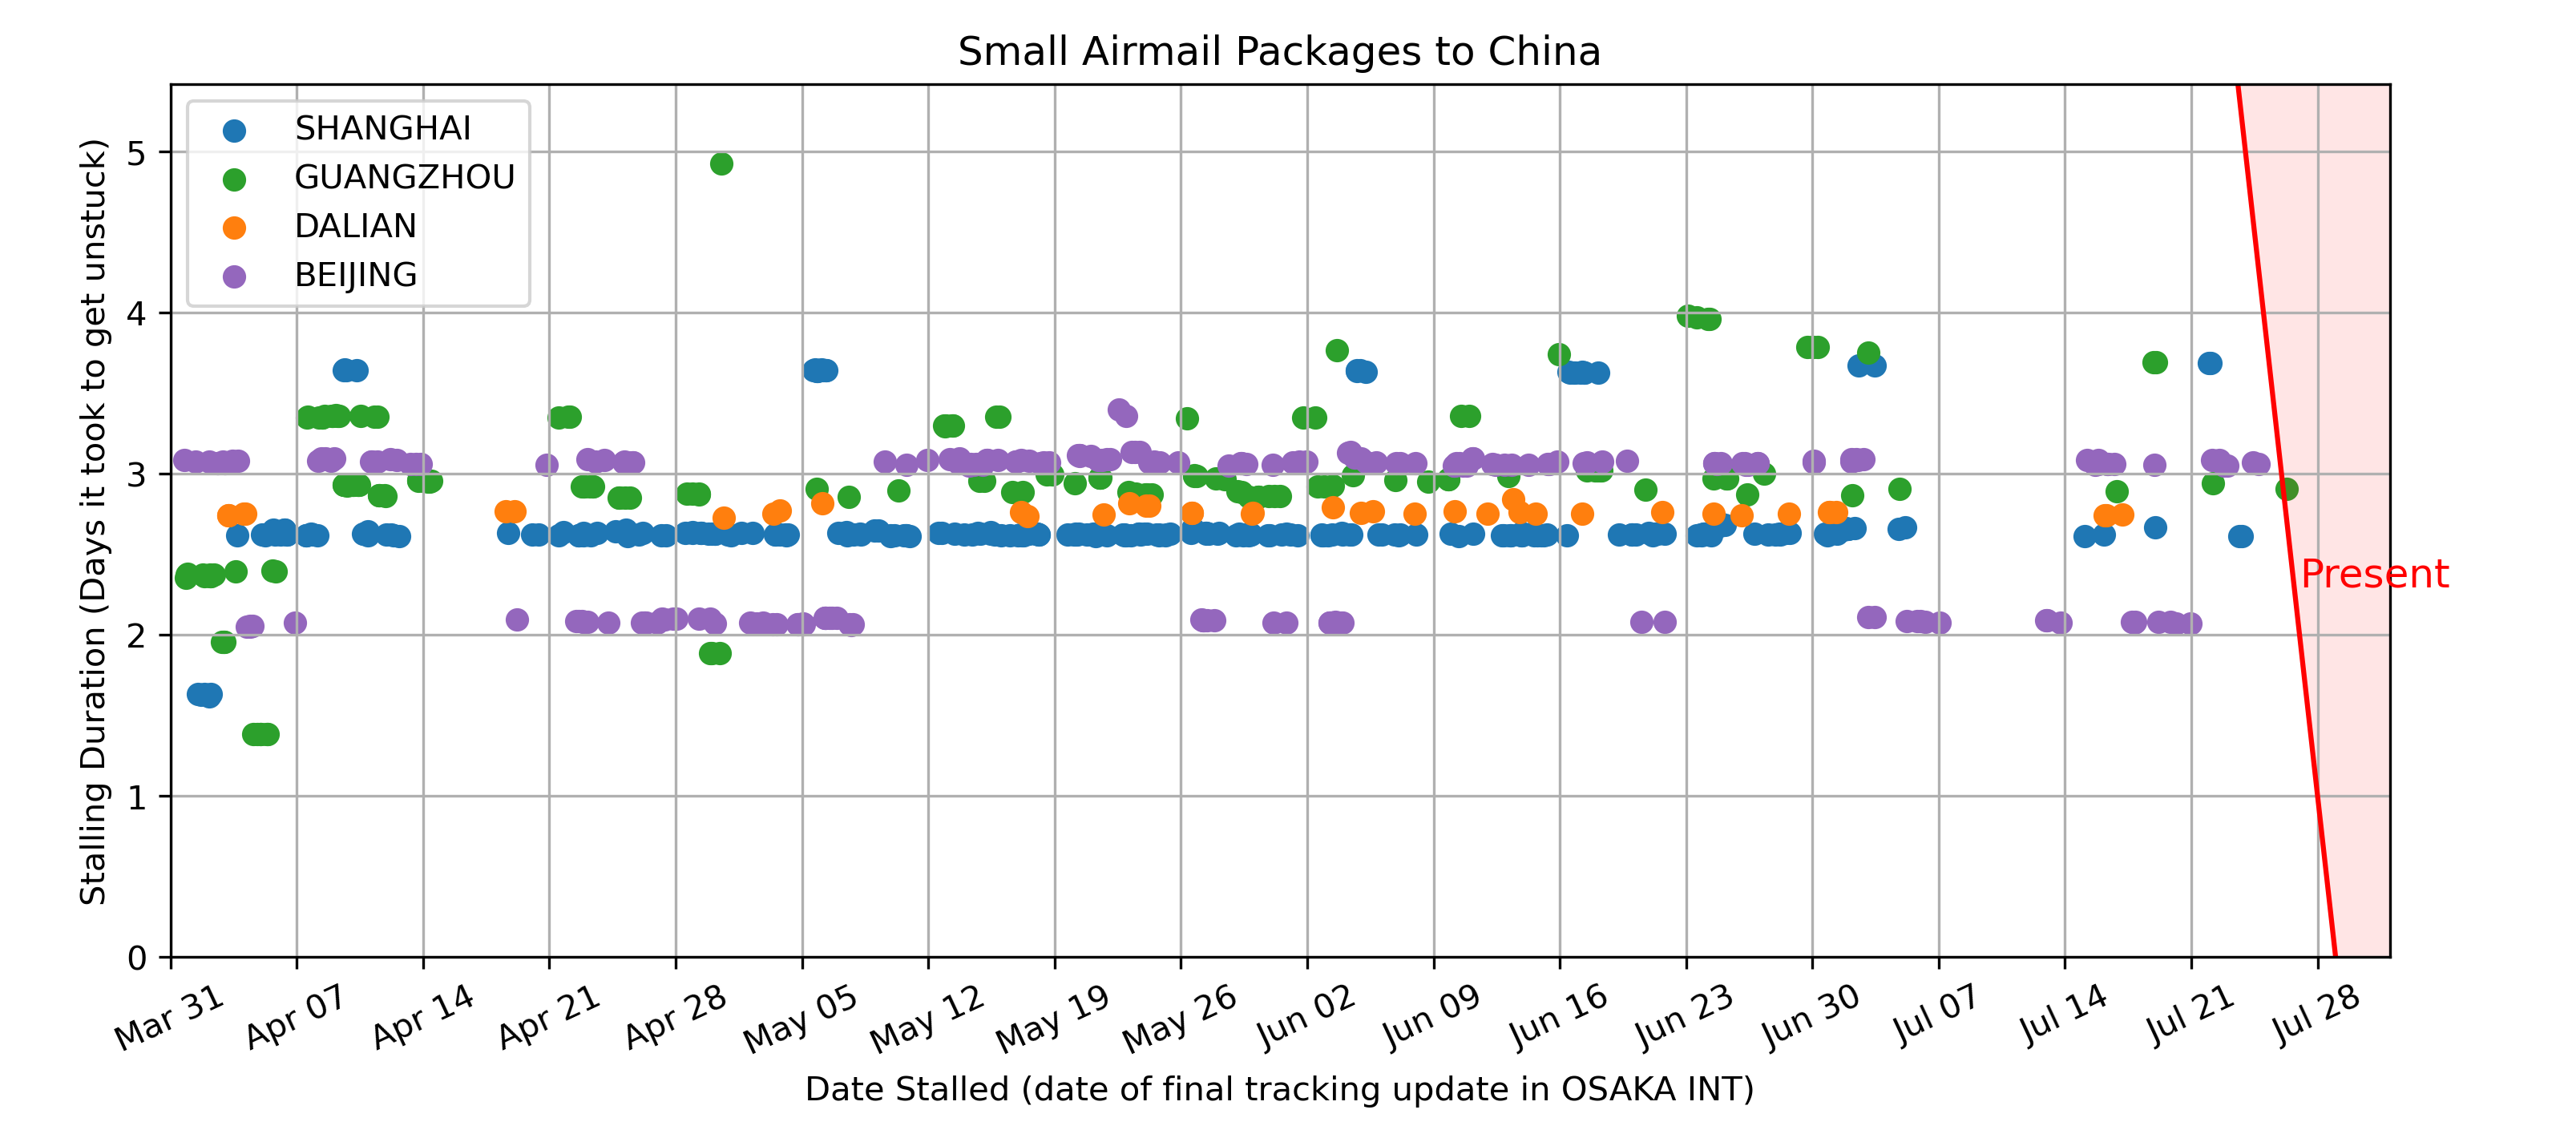 Small Airmail Packages to China
SHANGHAI
GUANGZHOU
DALIAN
BEIJING
Stalling Duration (Days it took to get unstuck)
5
4
3
2
1
0
Present
Mar 31
Apr 07
Apr 14
Apr 21
Apr 28
May 05
May 12
May 19
May 26
Jun 02
Jun 09
Jun 16
Jun 23
Jun 30
Jul 07
Jul 14
Jul 21
Jul 28
Date Stalled (date of final tracking update in OSAKA INT)